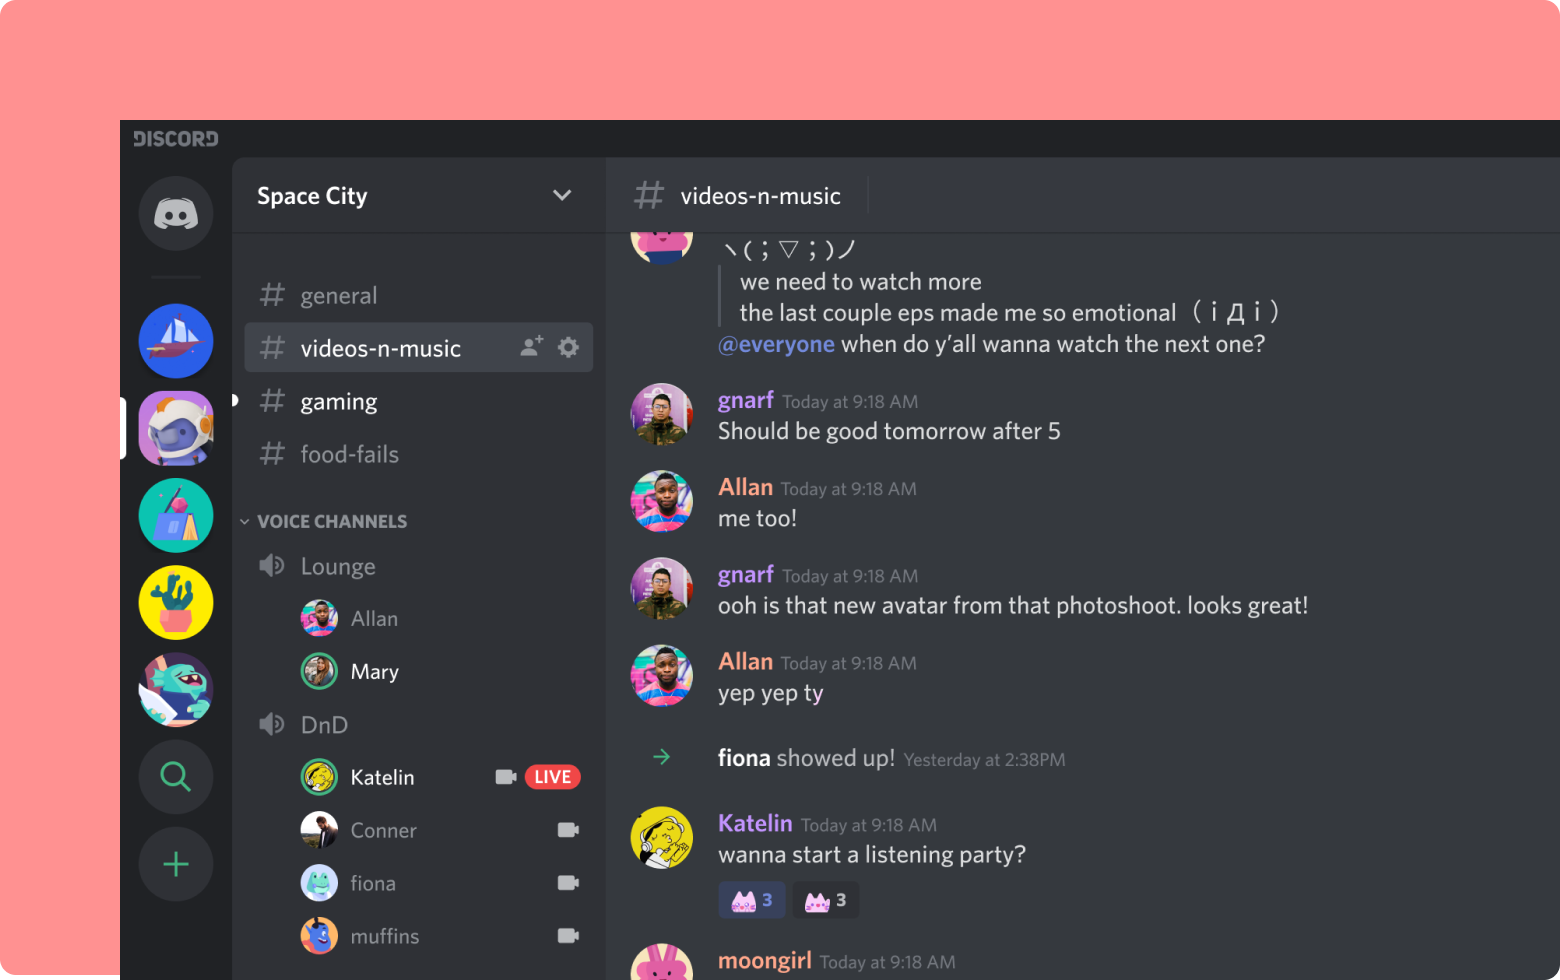 DISCORD
Space City
general
videos-n-music
gaming
food-fails
VOICE CHANNELS
Lounge
Allan
Mary
DnD
Katelin LIVE
Conner
fiona
muffins
# videos-n-music
ヽ(；▽；)ノ
we need to watch more
the last couple eps made me so emotional （ｉДｉ）
@everyone when do y’all wanna watch the next one?
gnarf Today at 9:18 AM
Should be good tomorrow after 5
Allan Today at 9:18 AM
me too!
gnarf Today at 9:18 AM
ooh is that new avatar from that photoshoot. looks great!
Allan Today at 9:18 AM
yep yep ty
fiona showed up! Yesterday at 2:38PM
Katelin Today at 9:18 AM
wanna start a listening party?
3 3
moongirl Today at 9:18 AM